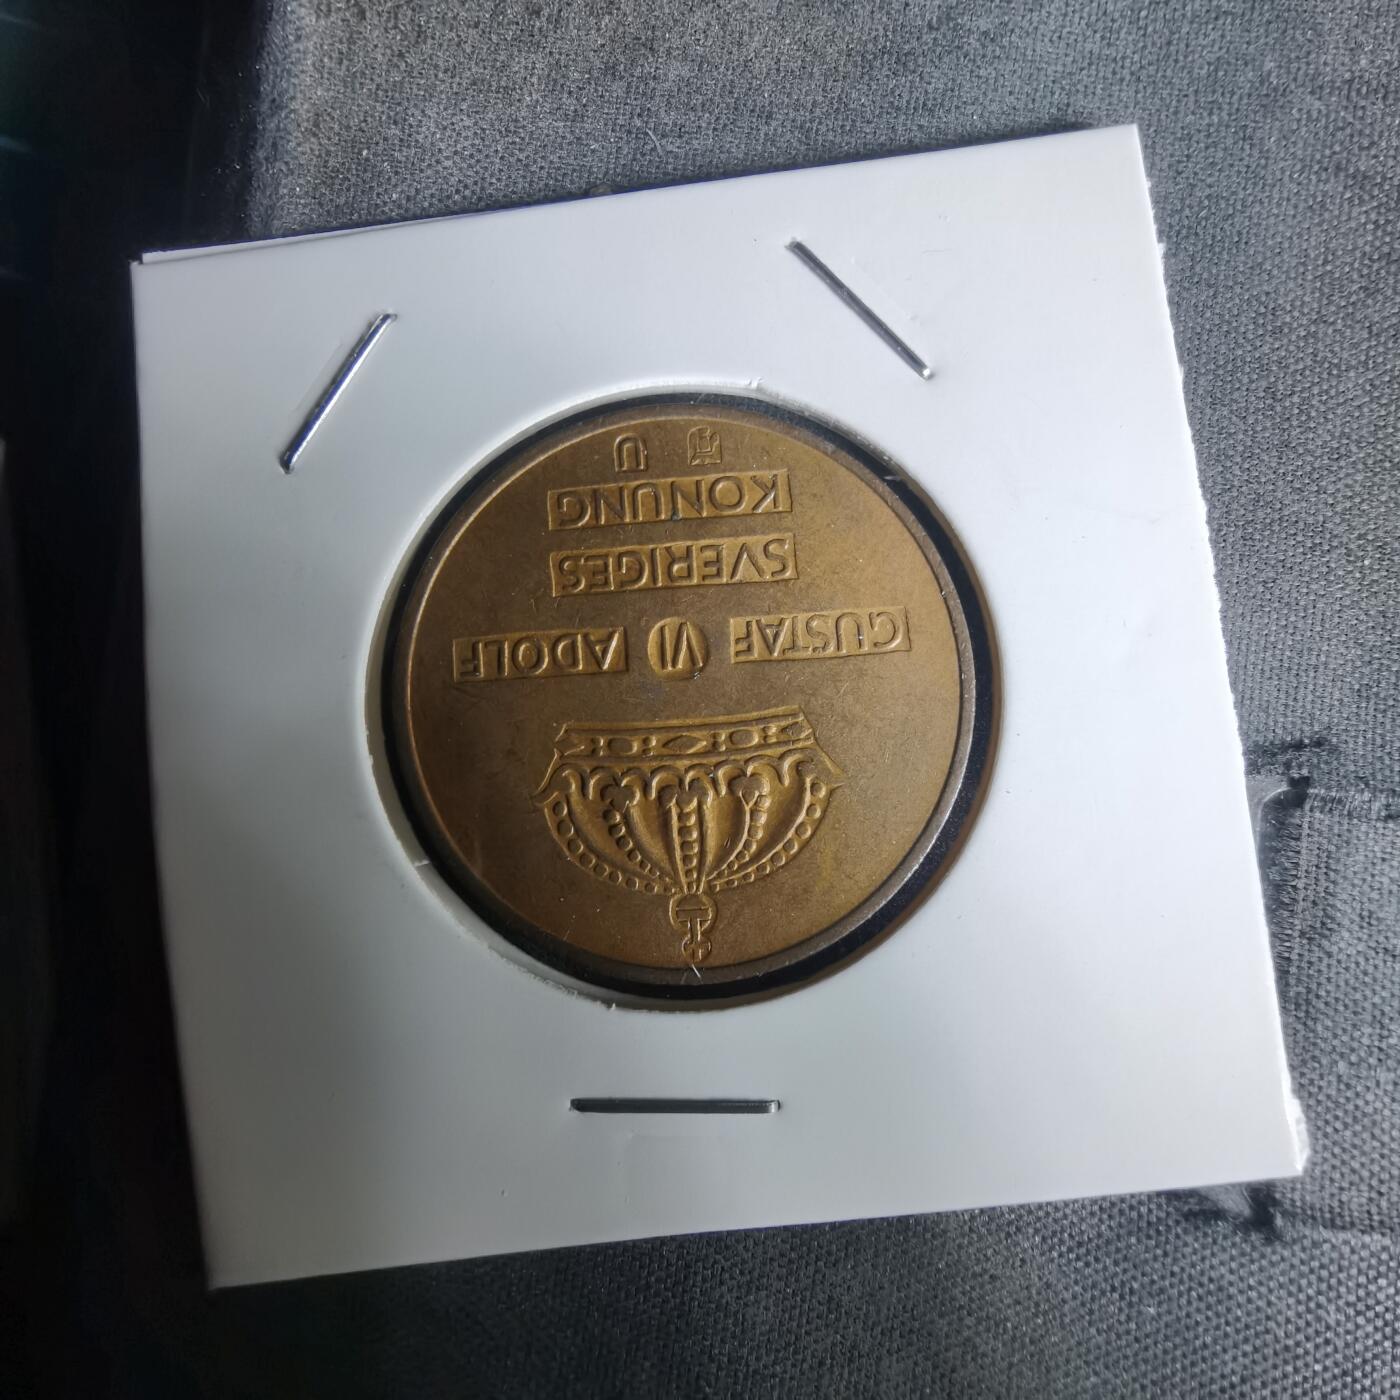 GUSTAF VI ADOLF
SVERIGES
KONUNG
U